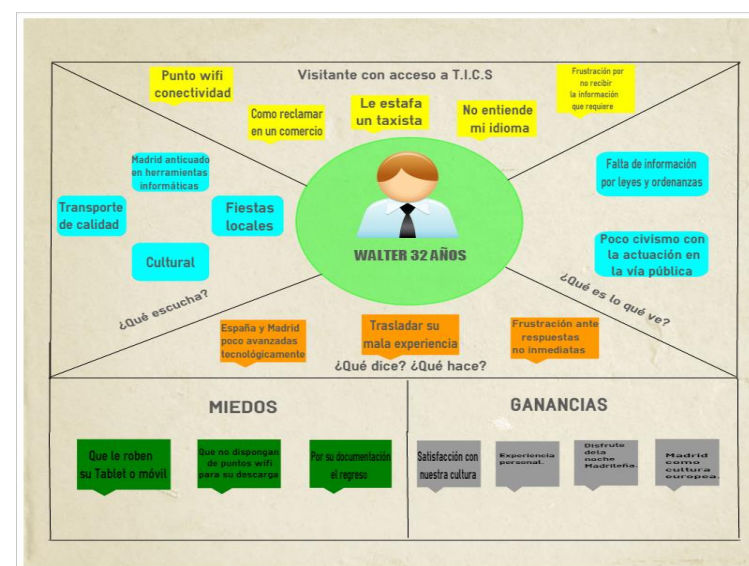 Visitante con acceso a T.I.C.S
Punto wifi
conectividad
Como reclamar
en un comercio
Le estafa
un taxista
No entiende
mi idioma
Frustración por
no recibir
la información
que requiere
Madrid anticuado
en herramientas
informáticas
Transporte
de calidad
Fiestas
locales
Cultural
¿Qué escucha?
WALTER 32 AÑOS
Falta de información
por leyes y ordenanzas
Poco civismo con
la actuación en
la vía pública
¿Qué es lo qué ve?
España y Madrid
poco avanzadas
tecnológicamente
Trasladar su
mala experiencia
Frustración ante
respuestas
no inmediatas
¿Qué dice? ¿Qué hace?
MIEDOS
Que le roben
su Tablet o móvil
Que no dispongan
de puntos wifi
para su descarga
Por su documentación
el regreso
GANANCIAS
Satisfacción con
nuestra cultura
Experiencia
personal.
Disfrute
dela
noche
Madrileña.
Madrid
como
cultura
europea.